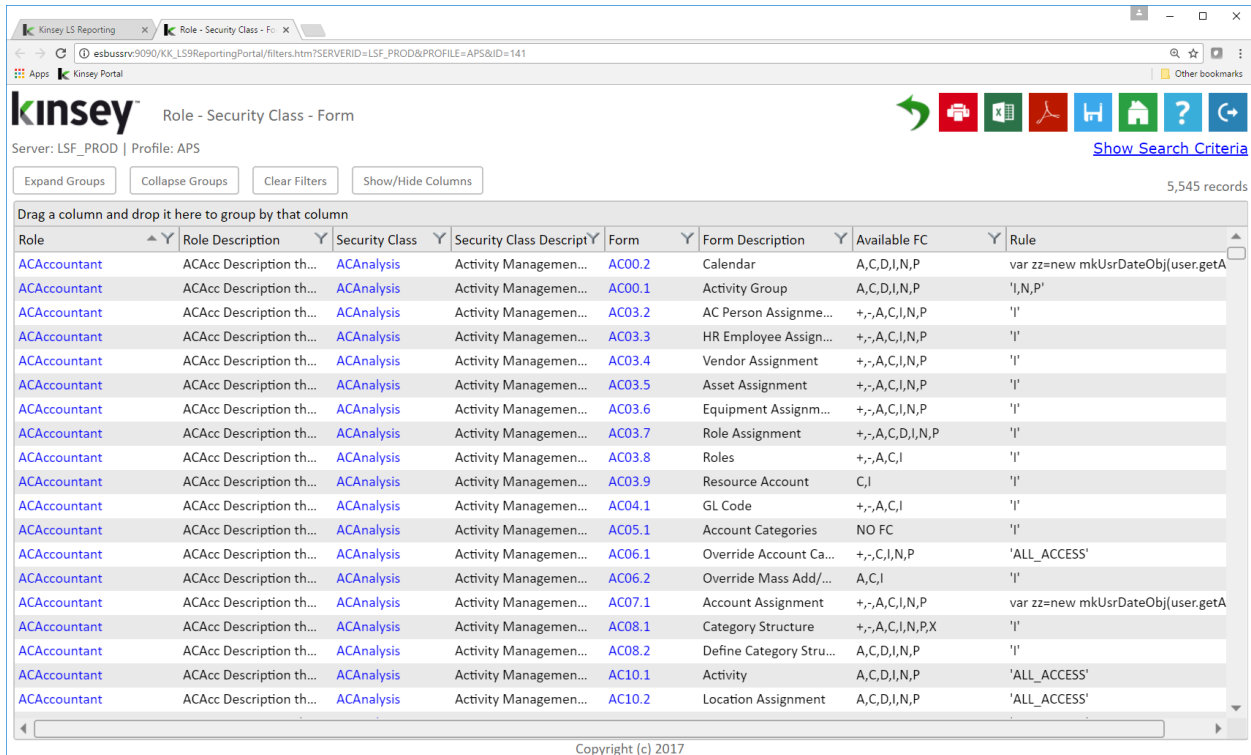 Kinsey LS Reporting × Role - Security Class - Fo ×
esbussrv:9090/KK_LS9ReportingPortal/filters.htm?SERVERID=LSF_PROD&PROFILE=APS&ID=141
Apps Kinsey Portal Other bookmarks
kinsey™ Role - Security Class - Form
Server: LSF_PROD | Profile: APS Show Search Criteria
Expand Groups Collapse Groups Clear Filters Show/Hide Columns 5,545 records
Drag a column and drop it here to group by that column
Role Role Description Security Class Security Class Descript Form Form Description Available FC Rule
ACAccountant ACAcc Description th... ACAnalysis Activity Managemen... AC00.2 Calendar A,C,D,I,N,P var zz=new mkUsrDateObj(user.getA
ACAccountant ACAcc Description th... ACAnalysis Activity Managemen... AC00.1 Activity Group A,C,D,I,N,P 'I,N,P'
ACAccountant ACAcc Description th... ACAnalysis Activity Managemen... AC03.2 AC Person Assignme... +,-,A,C,I,N,P 'I'
ACAccountant ACAcc Description th... ACAnalysis Activity Managemen... AC03.3 HR Employee Assign... +,-,A,C,I,N,P 'I'
ACAccountant ACAcc Description th... ACAnalysis Activity Managemen... AC03.4 Vendor Assignment +,-,A,C,I,N,P 'I'
ACAccountant ACAcc Description th... ACAnalysis Activity Managemen... AC03.5 Asset Assignment +,-,A,C,I,N,P 'I'
ACAccountant ACAcc Description th... ACAnalysis Activity Managemen... AC03.6 Equipment Assignm... +,-,A,C,I,N,P 'I'
ACAccountant ACAcc Description th... ACAnalysis Activity Managemen... AC03.7 Role Assignment +,-,A,C,D,I,N,P 'I'
ACAccountant ACAcc Description th... ACAnalysis Activity Managemen... AC03.8 Roles +,-,A,C,I 'I'
ACAccountant ACAcc Description th... ACAnalysis Activity Managemen... AC03.9 Resource Account C,I 'I'
ACAccountant ACAcc Description th... ACAnalysis Activity Managemen... AC04.1 GL Code +,-,A,C,I 'I'
ACAccountant ACAcc Description th... ACAnalysis Activity Managemen... AC05.1 Account Categories NO FC 'I'
ACAccountant ACAcc Description th... ACAnalysis Activity Managemen... AC06.1 Override Account Ca... +,-,C,I,N,P 'ALL_ACCESS'
ACAccountant ACAcc Description th... ACAnalysis Activity Managemen... AC06.2 Override Mass Add/... A,C,I 'I'
ACAccountant ACAcc Description th... ACAnalysis Activity Managemen... AC07.1 Account Assignment +,-,A,C,I,N,P var zz=new mkUsrDateObj(user.getA
ACAccountant ACAcc Description th... ACAnalysis Activity Managemen... AC08.1 Category Structure +,-,A,C,I,N,P,X 'I'
ACAccountant ACAcc Description th... ACAnalysis Activity Managemen... AC08.2 Define Category Stru... A,C,D,I,N,P 'I'
ACAccountant ACAcc Description th... ACAnalysis Activity Managemen... AC10.1 Activity A,C,D,I,N,P 'ALL_ACCESS'
ACAccountant ACAcc Description th... ACAnalysis Activity Managemen... AC10.2 Location Assignment A,C,D,I,N,P 'ALL_ACCESS'
Copyright (c) 2017